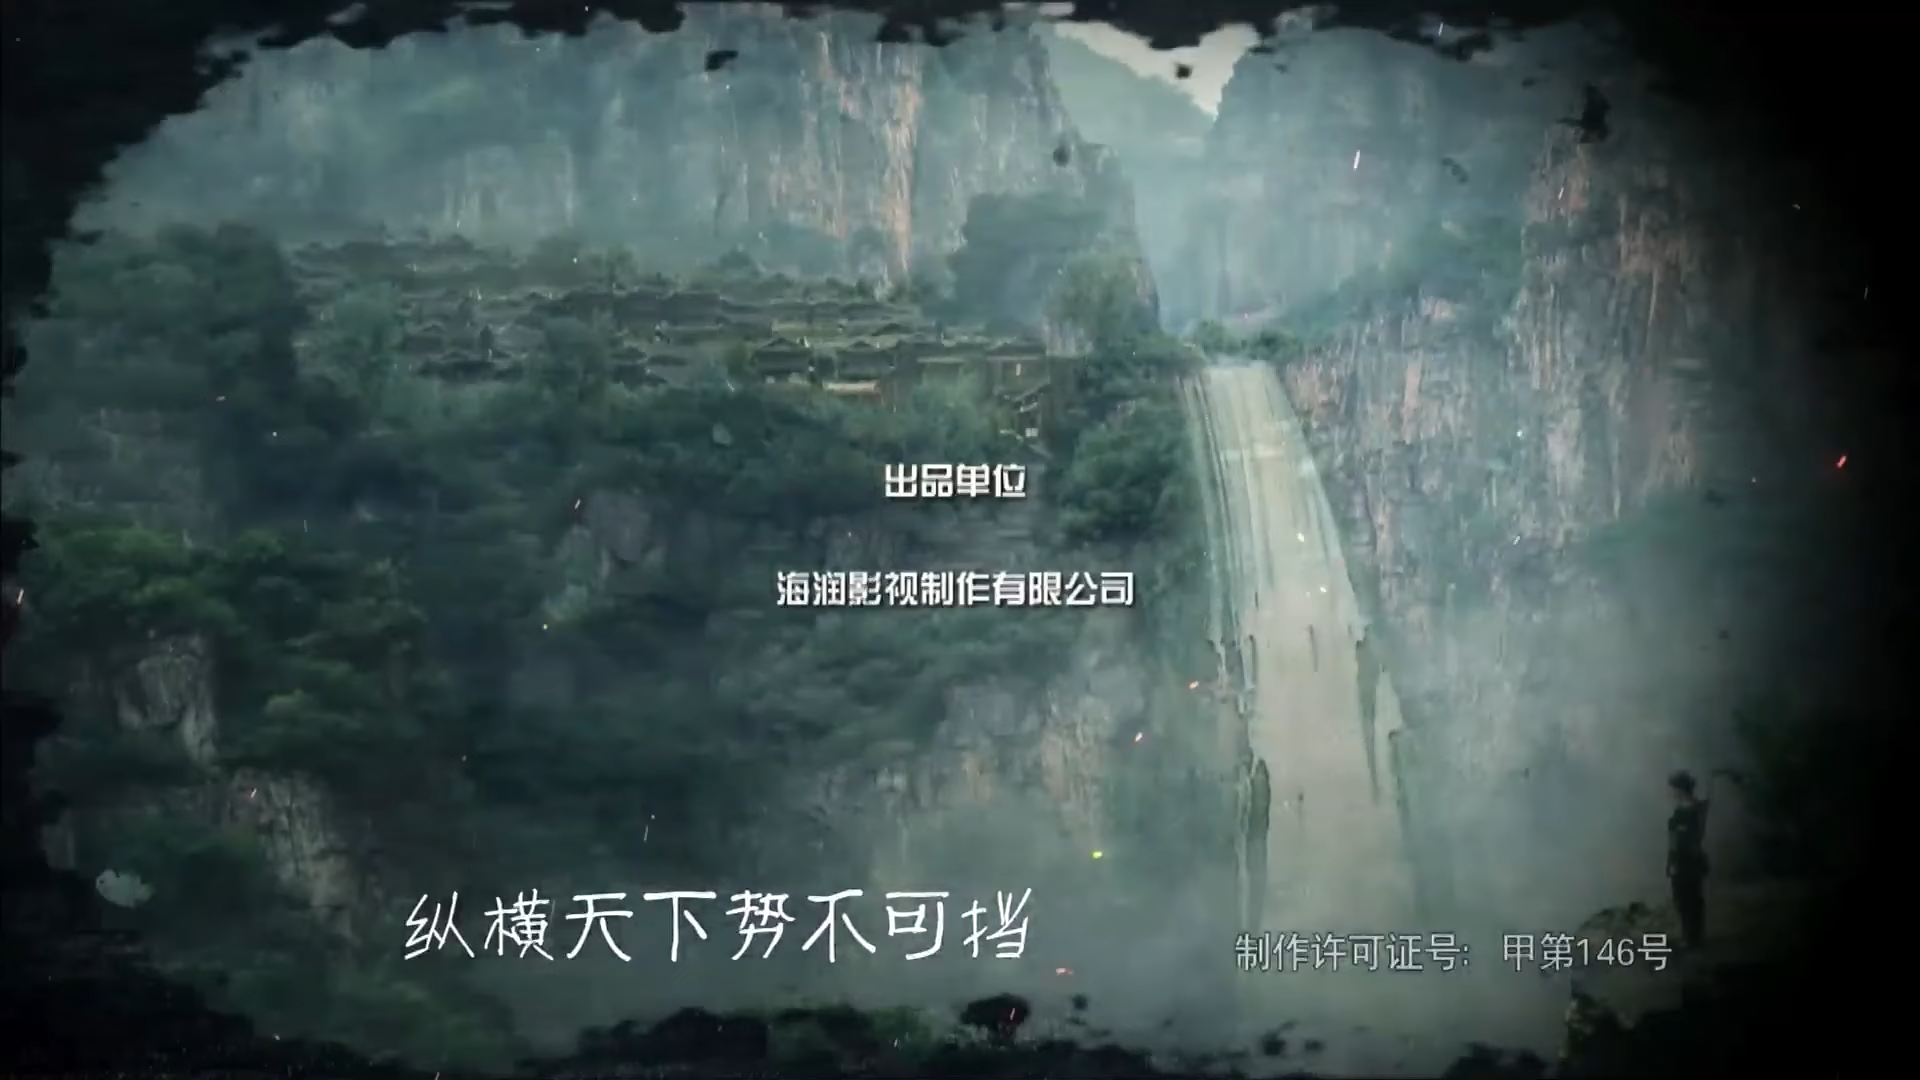 出品单位
海润影视制作有限公司
纵横天下势不可挡
制作许可证号: 甲第146号